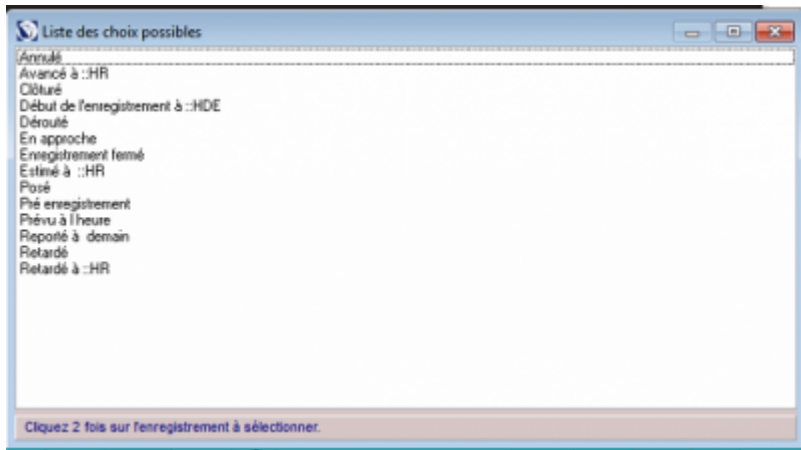 Liste des choix possibles
Annulé
Avancé à ::HR
Clôturé
Début de l'enregistrement à ::HDE
Dérouté
En approche
Enregistrement fermé
Estimé à ::HR
Posé
Pré enregistrement
Prévu à l heure
Reporté à demain
Retardé
Retardé à ::HR
Cliquez 2 fois sur l'enregistrement à sélectionner.